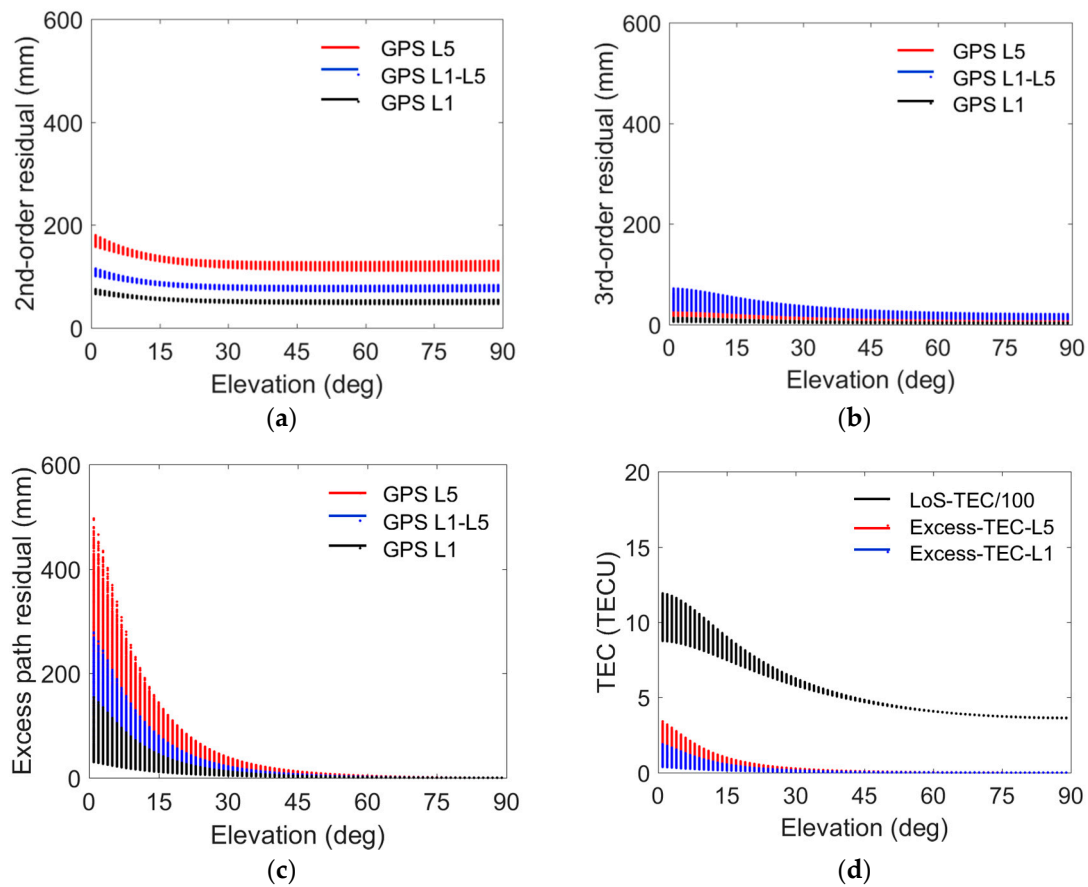 600
400
200
0
2nd-order residual (mm)
GPS L5
GPS L1-L5
GPS L1
0 15 30 45 60 75 90
Elevation (deg)
(a)
600
400
200
0
3rd-order residual (mm)
GPS L5
GPS L1-L5
GPS L1
0 15 30 45 60 75 90
Elevation (deg)
(b)
600
400
200
0
Excess path residual (mm)
GPS L5
GPS L1-L5
GPS L1
0 15 30 45 60 75 90
Elevation (deg)
(c)
20
15
10
5
0
TEC (TECU)
LoS-TEC/100
Excess-TEC-L5
Excess-TEC-L1
0 15 30 45 60 75 90
Elevation (deg)
(d)